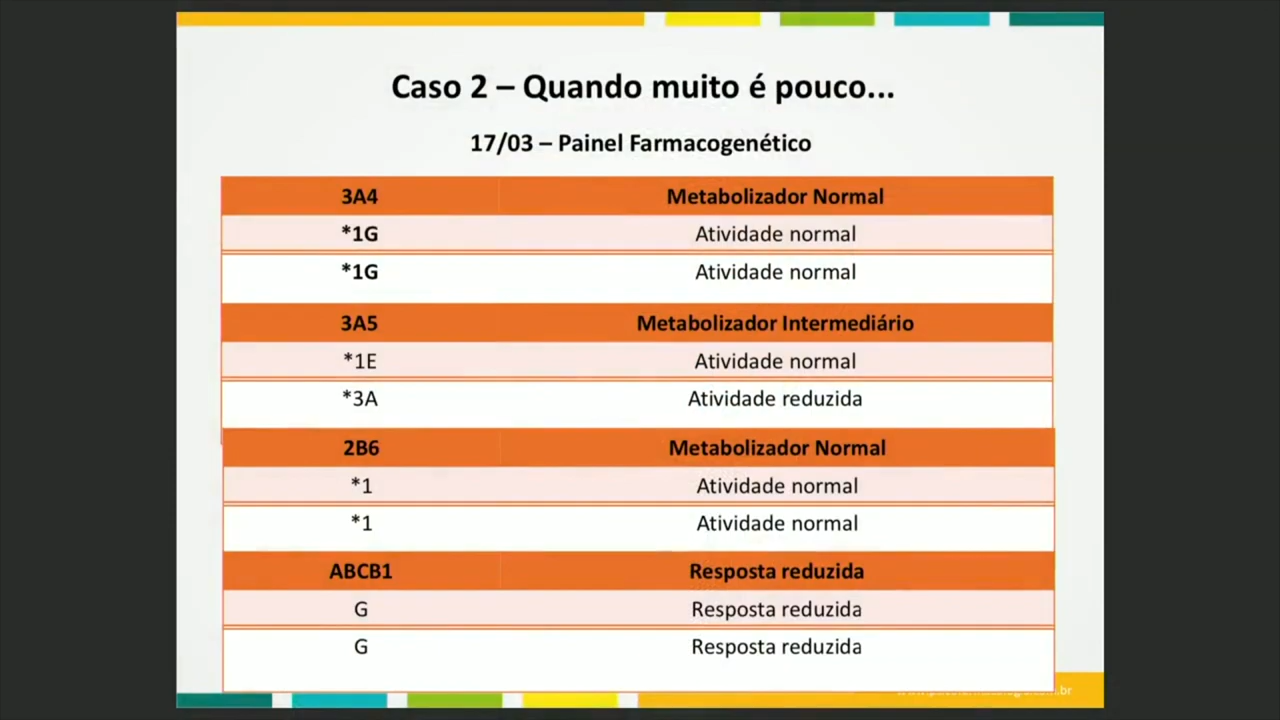 Caso 2 – Quando muito é pouco...
17/03 – Painel Farmacogenético
3A4 Metabolizador Normal
*1G Atividade normal
*1G Atividade normal
3A5 Metabolizador Intermediário
*1E Atividade normal
*3A Atividade reduzida
2B6 Metabolizador Normal
*1 Atividade normal
*1 Atividade normal
ABCB1 Resposta reduzida
G Resposta reduzida
G Resposta reduzida